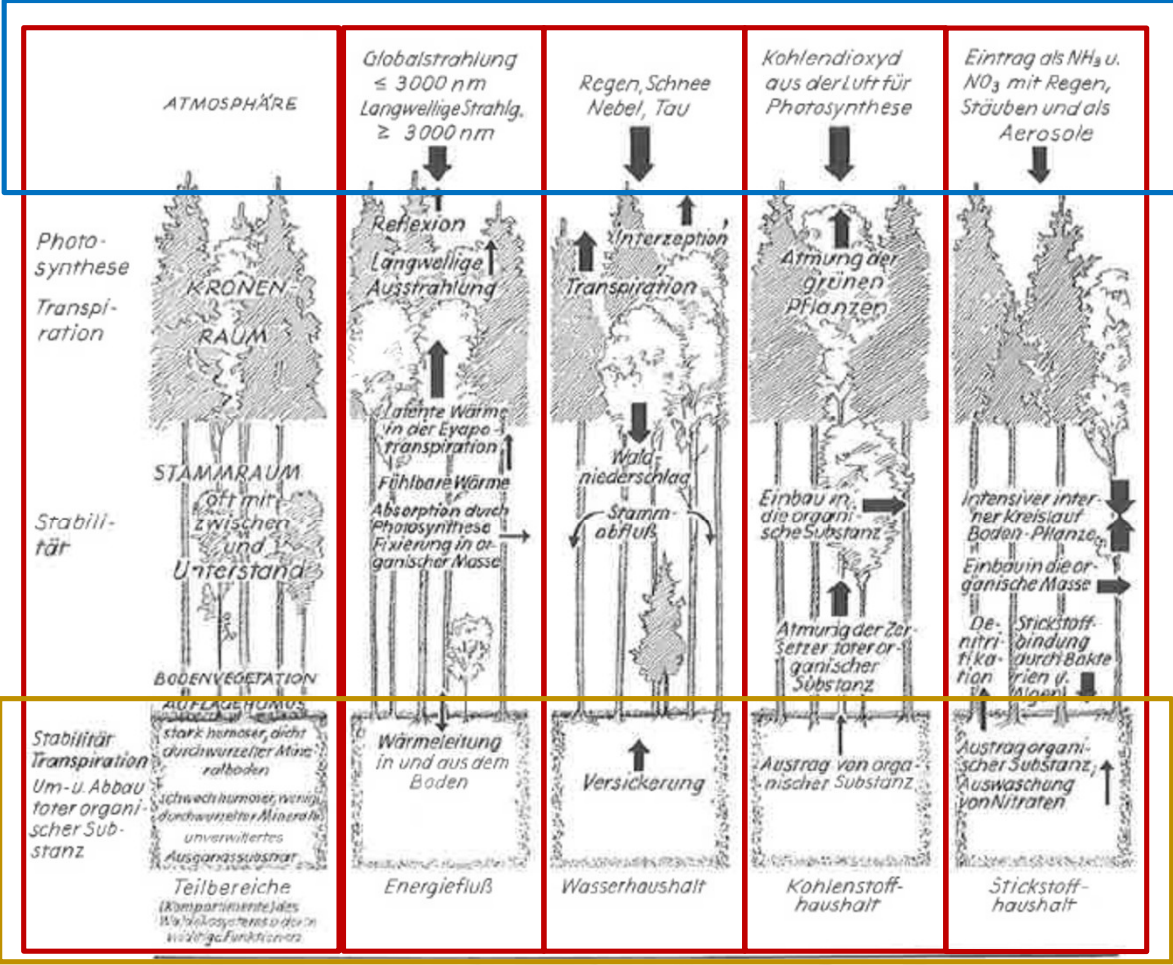 ATMOSPHÄRE
Photo-
synthese
Transpi-
ration
KRONEN-
RAUM
STAMMRAUM
oft mit
zwischen
und
Unterstand
Stabili-
tät
BODENVEGETATION
AUFLAGEHUMUS
Stabilität
Transpiration
Um- u. Abbau
toter organi-
scher Sub-
stanz
stark humoser, dicht
durchwurzelter Mine
ralboden
schwach humoser, wenig
durchwurzelter Mineralb
unverwittertes
Ausgangssubstrat
Teilbereiche
(Kompartimente) des
Waldökosystems u. deren
wichtige Funktionen
Globalstrahlung
≤ 3000 nm
Langwellige Strahlg.
≥ 3000 nm
Reflexion
Langwellige
Ausstrahlung
Latente Wärme
in der Evapo-
transpiration
Fühlbare Wärme
Absorption durch
Photosynthese
Fixierung in or-
ganischer Masse
Wärmeleitung
in und aus dem
Boden
Energiefluß
Regen, Schnee
Nebel, Tau
Interzeption
Transpiration
Wald-
niederschlag
Stamm-
abfluß
Versickerung
Wasserhaushalt
Kohlendioxyd
aus der Luft für
Photosynthese
Atmung der
grünen
Pflanzen
Einbau in
die organi-
sche Substanz
Atmung der Zer-
setzer toter or-
ganischer
Substanz
Austrag von orga-
nischer Substanz
Kohlenstoff-
haushalt
Eintrag als NH₃ u.
NO₃ mit Regen,
Stäuben und als
Aerosole
Intensiver inter-
ner Kreislauf
Boden-Pflanze
Einbau in die or-
ganische Masse
De-
nitri-
fika-
tion
Stickstoff-
bindung
durch Bakte
rien u.
Algen
Austrag organi-
scher Substanz,
Auswaschung
von Nitraten
Stickstoff-
haushalt